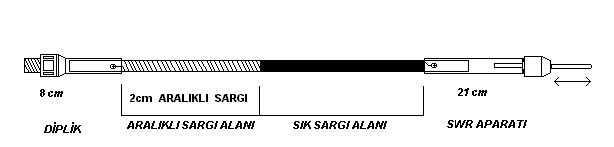 8 cm
2cm ARALIKLI SARGI
21 cm
DİPLİK
ARALIKLI SARGI ALANI
SIK SARGI ALANI
SWR APARATI